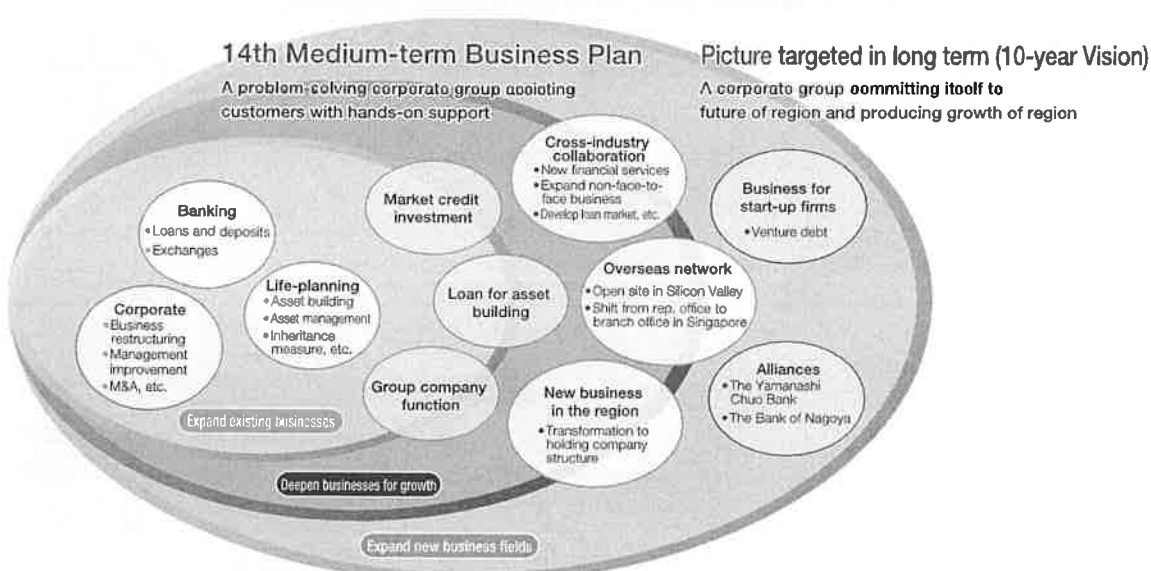 14th Medium-term Business Plan
A problem-solving corporate group assisting
customers with hands-on support
Picture targeted in long term (10-year Vision)
A corporate group committing itself to
future of region and producing growth of region
Banking
• Loans and deposits
• Exchanges
Corporate
• Business
restructuring
• Management
improvement
• M&A, etc.
Life-planning
• Asset building
• Asset management
• Inheritance
measure, etc.
Expand existing businesses
Market credit
investment
Loan for asset
building
Group company
function
Deepen businesses for growth
Cross-industry
collaboration
• New financial services
• Expand non-face-to-
face business
• Develop loan market, etc.
Overseas network
• Open site in Silicon Valley
• Shift from rep. office to
branch office in Singapore
New business
in the region
• Transformation to
holding company
structure
Business for
start-up firms
• Venture debt
Alliances
• The Yamanashi
Chuo Bank
• The Bank of Nagoya
Expand new business fields